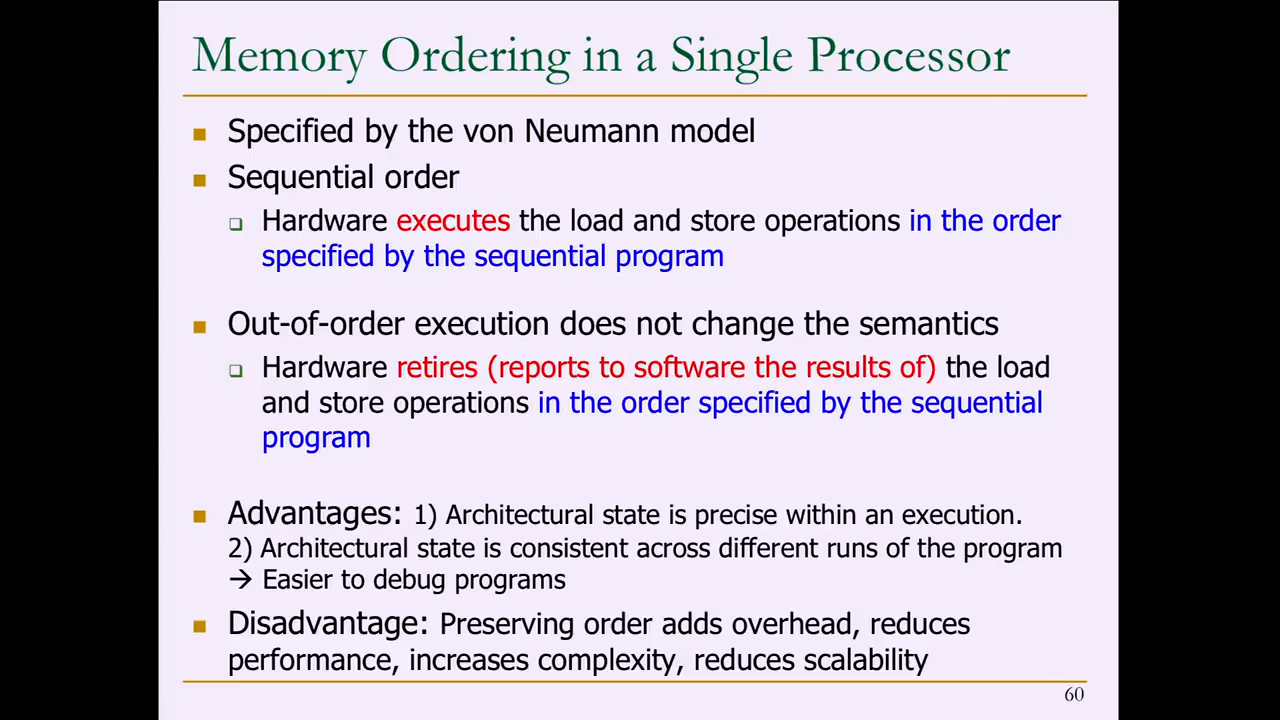 Memory Ordering in a Single Processor
Specified by the von Neumann model
Sequential order
Hardware executes the load and store operations in the order
specified by the sequential program
Out-of-order execution does not change the semantics
Hardware retires (reports to software the results of) the load
and store operations in the order specified by the sequential
program
Advantages: 1) Architectural state is precise within an execution.
2) Architectural state is consistent across different runs of the program
→ Easier to debug programs
Disadvantage: Preserving order adds overhead, reduces
performance, increases complexity, reduces scalability
60